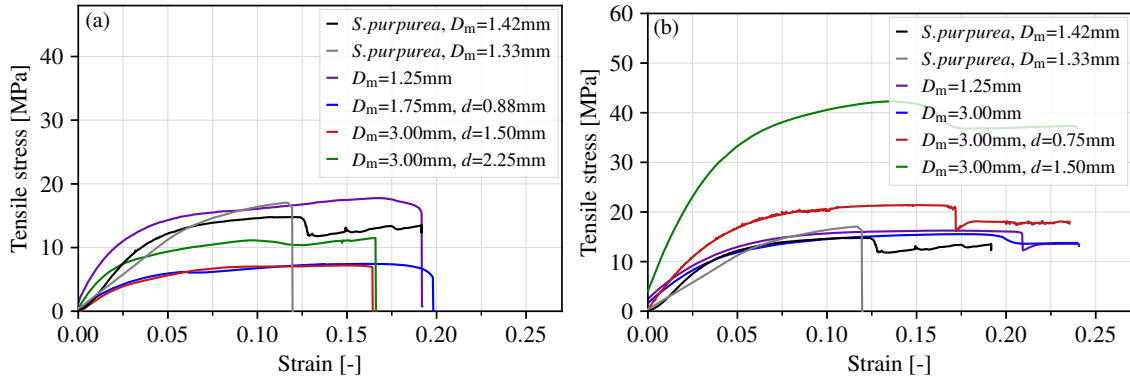 (a)
S.purpurea, Dm=1.42mm
S.purpurea, Dm=1.33mm
Dm=1.25mm
Dm=1.75mm, d=0.88mm
Dm=3.00mm, d=1.50mm
Dm=3.00mm, d=2.25mm
Tensile stress [MPa]
40
30
20
10
0
0.00 0.05 0.10 0.15 0.20 0.25
Strain [-]
(b)
S.purpurea, Dm=1.42mm
S.purpurea, Dm=1.33mm
Dm=1.25mm
Dm=3.00mm
Dm=3.00mm, d=0.75mm
Dm=3.00mm, d=1.50mm
Tensile stress [MPa]
60
50
40
30
20
10
0
0.00 0.05 0.10 0.15 0.20 0.25
Strain [-]